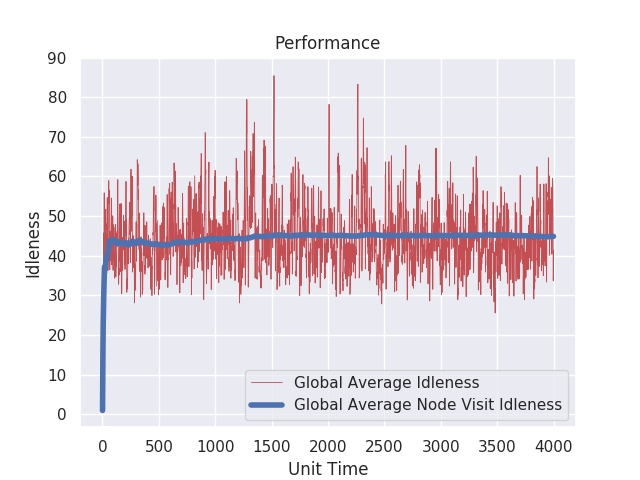 Performance
90
80
70
60
50
40
30
20
10
0
Idleness
Global Average Idleness
Global Average Node Visit Idleness
0 500 1000 1500 2000 2500 3000 3500 4000
Unit Time